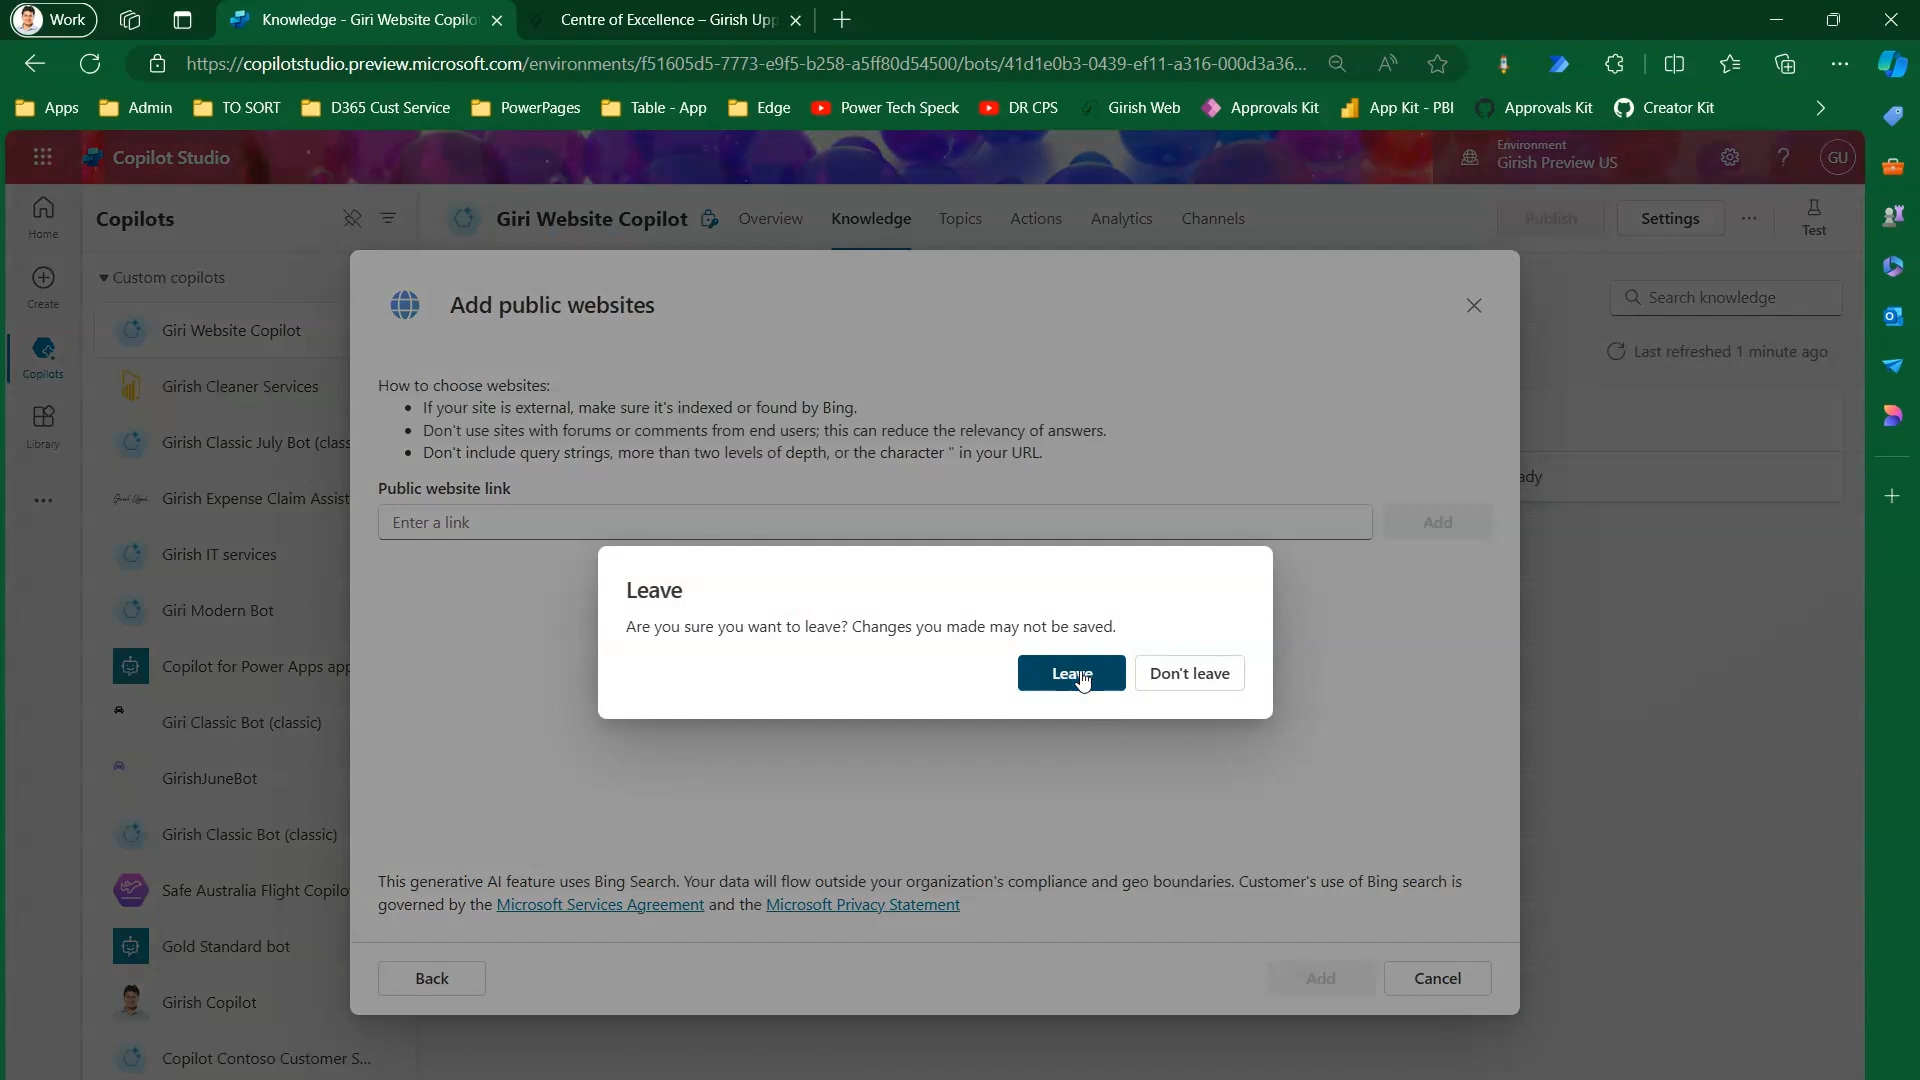 Work
Knowledge - Giri Website Copilo
Centre of Excellence – Girish Upp
https://copilotstudio.preview.microsoft.com/environments/f51605d5-7773-e9f5-b258-a5ff80d54500/bots/41d1e0b3-0439-ef11-a316-000d3a36...
Apps
Admin
TO SORT
D365 Cust Service
PowerPages
Table - App
Edge
Power Tech Speck
DR CPS
Girish Web
Approvals Kit
App Kit - PBI
Approvals Kit
Creator Kit
Copilot Studio
Environment
Girish Preview US
GU
Home
Create
Copilots
Library
Copilots
Giri Website Copilot
Overview
Knowledge
Topics
Actions
Analytics
Channels
Publish
Settings
Test
Custom copilots
Giri Website Copilot
Girish Cleaner Services
Girish Classic July Bot (class
Girish Expense Claim Assist
Girish IT services
Giri Modern Bot
Copilot for Power Apps app
Giri Classic Bot (classic)
GirishJuneBot
Girish Classic Bot (classic)
Safe Australia Flight Copilo
Gold Standard bot
Girish Copilot
Copilot Contoso Customer S...
Search knowledge
Last refreshed 1 minute ago
ady
Add public websites
How to choose websites:
• If your site is external, make sure it's indexed or found by Bing.
• Don't use sites with forums or comments from end users; this can reduce the relevancy of answers.
• Don't include query strings, more than two levels of depth, or the character " in your URL.
Public website link
Enter a link
Add
Leave
Are you sure you want to leave? Changes you made may not be saved.
Leave
Don't leave
This generative AI feature uses Bing Search. Your data will flow outside your organization's compliance and geo boundaries. Customer's use of Bing search is
governed by the Microsoft Services Agreement and the Microsoft Privacy Statement
Back
Add
Cancel